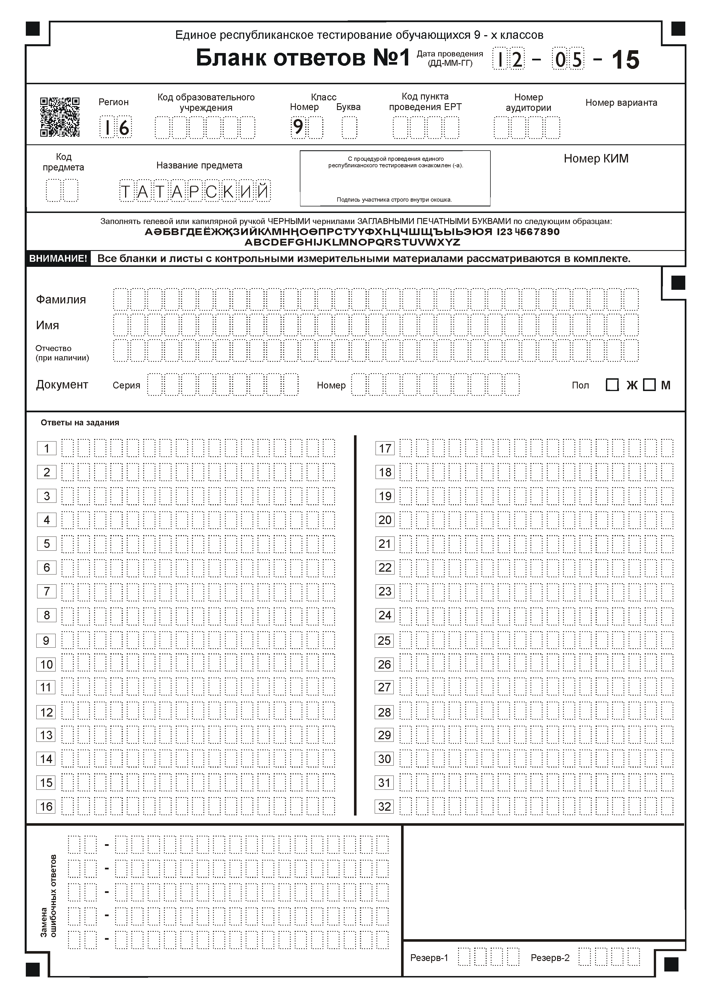 Единое республиканское тестирование обучающихся 9 - х классов
Бланк ответов №1 Дата проведения (ДД-ММ-ГГ) 12 - 05 - 15
Регион
16
Код образовательного
учреждения
Класс
Номер Буква
9
Код пункта
проведения ЕРТ
Номер
аудитории
Номер варианта
Код
предмета
Название предмета
ТАТАРСКИЙ
С процедурой проведения единого
республиканского тестирования ознакомлен (-а).
Подпись участника строго внутри окошка.
Номер КИМ
Заполнять гелевой или капилярной ручкой ЧЕРНЫМИ чернилами ЗАГЛАВНЫМИ ПЕЧАТНЫМИ БУКВАМИ по следующим образцам:
АӘБВГДЕЁЖҖЗИЙКЛМНҢОӨПРСТУҮФХҺЦЧШЩЪЫЬЭЮЯ 1234567890
ABCDEFGHIJKLMNOPQRSTUVWXYZ
ВНИМАНИЕ! Все бланки и листы с контрольными измерительными материалами рассматриваются в комплекте.
Фамилия
Имя
Отчество
(при наличии)
Документ Серия Номер Пол Ж М
Ответы на задания
1 17
2 18
3 19
4 20
5 21
6 22
7 23
8 24
9 25
10 26
11 27
12 28
13 29
14 30
15 31
16 32
Замена
ошибочных ответов
-
-
-
-
-
Резерв-1 Резерв-2